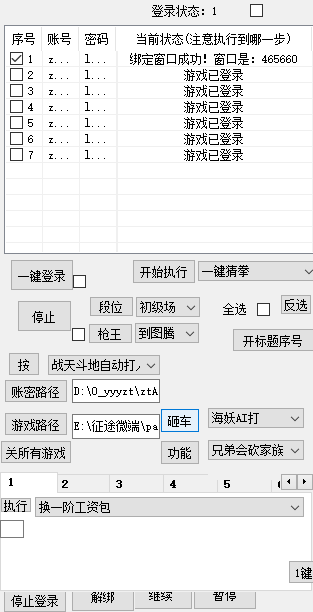 登录状态: 1
序号 账号 密码 当前状态(注意执行到哪一步)
1 z... l... 绑定窗口成功! 窗口是: 465660
2 z... l... 游戏已登录
3 z... l... 游戏已登录
4 z... l... 游戏已登录
5 z... l... 游戏已登录
6 z... l... 游戏已登录
7 z... l... 游戏已登录
一键登录 开始执行 一键猜拳
停止 段位 初级场 全选 反选
枪王 到图腾 开标题序号
按 战天斗地自动打
账密路径 D:\0_yyyzt\ztA
游戏路径 E:\征途微端\pa 砸车 海妖AI打
关所有游戏 功能 兄弟会砍家族
1 2 3 4 5
执行 换一阶工资包
1键
停止登录 解绑 继续 暂停